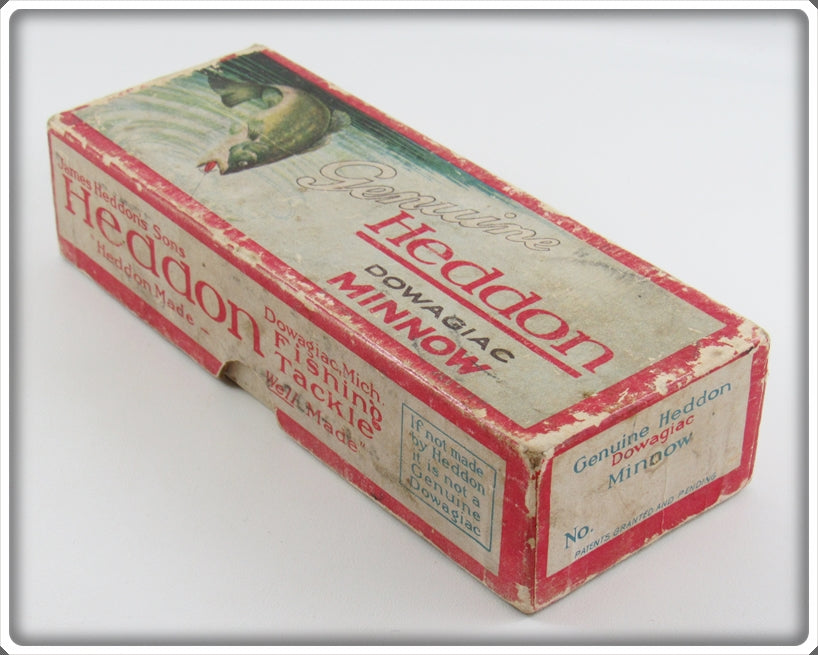 Genuine
Heddon
DOWAGIAC
MINNOW
James Heddon's Sons
Heddon
"Heddon Made -
Dowagiac, Mich.
Fishing
Tackle
Well Made"
If not made
by Heddon
it is not a
Genuine
Dowagiac
Genuine Heddon
Dowagiac
Minnow
No.
PATENTS GRANTED AND PENDING